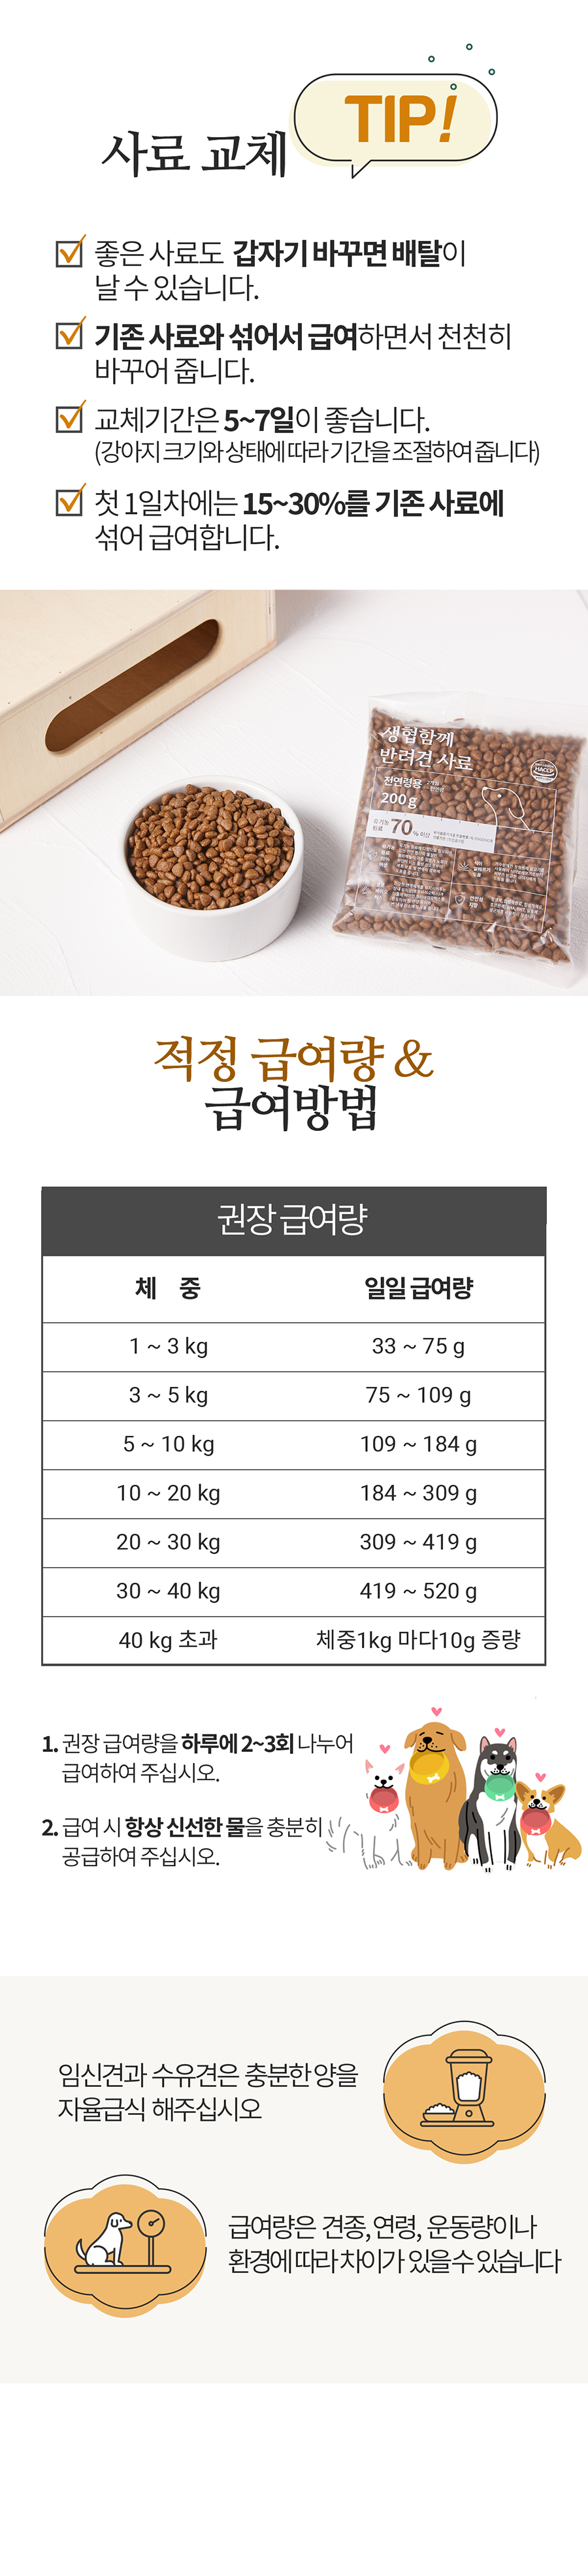 사료 교체
TIP!
좋은 사료도 갑자기 바꾸면 배탈이
날 수 있습니다.
기존 사료와 섞어서 급여하면서 천천히
바꾸어 줍니다.
교체기간은 5~7일이 좋습니다.
(강아지 크기와 상태에 따라 기간을 조절하여 줍니다)
첫 1일차에는 15~30%를 기존 사료에
섞어 급여합니다.
생협함께
반려견 사료
HACCP
전연령용
200g
유기농
원료 70% 이상
적정 급여량 &
급여방법
권장 급여량
체 중 일일 급여량
1 ~ 3 kg 33 ~ 75 g
3 ~ 5 kg 75 ~ 109 g
5 ~ 10 kg 109 ~ 184 g
10 ~ 20 kg 184 ~ 309 g
20 ~ 30 kg 309 ~ 419 g
30 ~ 40 kg 419 ~ 520 g
40 kg 초과 체중1kg 마다10g 증량
1. 권장 급여량을 하루에 2~3회 나누어
급여하여 주십시오.
2. 급여 시 항상 신선한 물을 충분히
공급하여 주십시오.
임신견과 수유견은 충분한 양을
자율급식 해주십시오
급여량은 견종, 연령, 운동량이나
환경에 따라 차이가 있을 수 있습니다